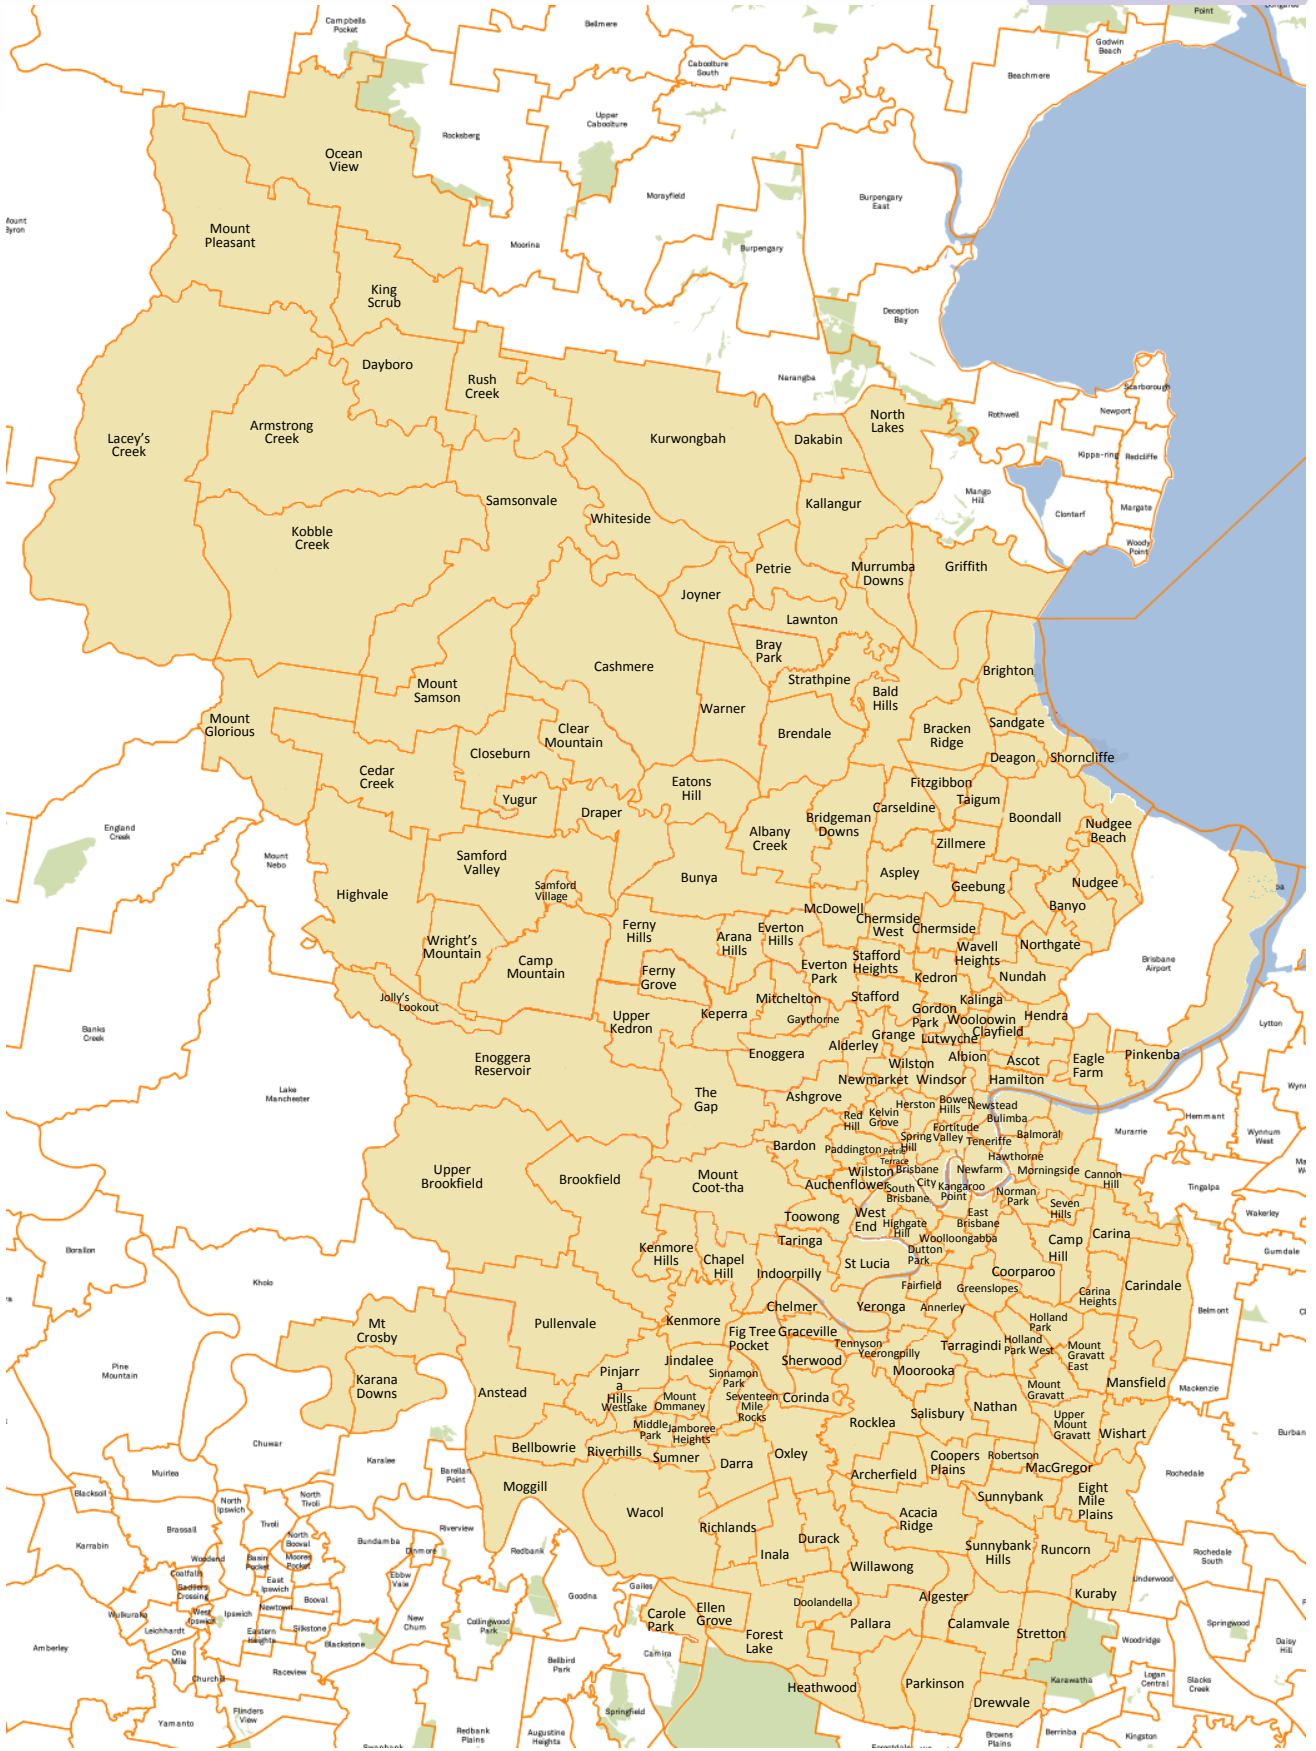 Campbells
Pocket
Bellmere
Point
Godwin
Beach
Caboolture
South
Beachmere
Upper
Caboolture
Rocksberg
Ocean
View
Morayfield
Burpengary
East
Mount
Pleasant
Moorina
Burpengary
King
Scrub
Deception
Bay
Dayboro
Rush
Creek
Narangba
Scarborough
Newport
Rothwell
North
Lakes
Armstrong
Creek
Lacey's
Creek
Kurwongbah
Dakabin
Kippa-ring
Redcliffe
Mango
Hill
Clontarf
Margate
Woody
Point
Samsonvale
Kallangur
Whiteside
Kobble
Creek
Petrie
Murrumba
Downs
Griffith
Joyner
Lawnton
Bray
Park
Cashmere
Strathpine
Brighton
Mount
Samson
Bald
Hills
Warner
Mount
Glorious
Clear
Mountain
Brendale
Bracken
Ridge
Sandgate
Closeburn
Deagon
Shorncliffe
Cedar
Creek
Eatons
Hill
Fitzgibbon
Yugur
Taigum
Draper
Carseldine
Bridgeman
Downs
Boondall
Nudgee
Beach
England
Creek
Albany
Creek
Zillmere
Mount
Nebo
Samford
Valley
Bunya
Aspley
Samford
Village
Geebung
Nudgee
Highvale
Banyo
McDowell
Chermside
West
Chermside
Ferny
Hills
Arana
Hills
Everton
Hills
Wright's
Mountain
Wavell
Heights
Northgate
Camp
Mountain
Everton
Park
Stafford
Heights
Brisbane
Airport
Ferny
Grove
Kedron
Nundah
Jolly's
Lookout
Mitchelton
Stafford
Kalinga
Upper
Kedron
Keperra
Gaythorne
Gordon
Park
Wooloowin
Hendra
Lytton
Banks
Creek
Clayfield
Grange
Lutwyche
Alderley
Enoggera
Reservoir
Enoggera
Albion
Ascot
Eagle
Farm
Pinkenba
Wilston
Newmarket
Windsor
Hamilton
Lake
Manchester
The
Gap
Ashgrove
Herston
Bowen
Hills
Newstead
Red
Hill
Kelvin
Grove
Bulimba
Hemmant
Fortitude
Valley
Spring
Hill
Teneriffe
Balmoral
Murarrie
Wynnum
West
Bardon
Paddington
Petrie
Terrace
Hawthorne
Upper
Brookfield
Brookfield
Mount
Coot-tha
Wilston
Brisbane
City
Newfarm
Morningside
Cannon
Hill
Auchenflower
South
Brisbane
Kangaroo
Point
Norman
Park
Tingalpa
Toowong
West
End
Highgate
Hill
East
Brisbane
Seven
Hills
Wakerley
Taringa
Woolloongabba
Camp
Hill
Carina
Borallon
Kenmore
Hills
Chapel
Hill
Dutton
Park
Gumdale
Kholo
Indooroopilly
St Lucia
Coorparoo
Fairfield
Greenslopes
Carina
Heights
Carindale
Chelmer
Yeronga
Annerley
Belmont
Mt
Crosby
Pullenvale
Kenmore
Holland
Park
Fig Tree
Pocket
Graceville
Tennyson
Yeerongpilly
Tarragindi
Holland
Park West
Mount
Gravatt
East
Jindalee
Sherwood
Pine
Mountain
Moorooka
Karana
Downs
Anstead
Pinjarr
a
Hills
Sinnamon
Park
Mount
Gravatt
Mansfield
Mackenzie
Mount
Ommaney
Seventeen
Mile
Rocks
Corinda
Westlake
Nathan
Salisbury
Middle
Park
Jamboree
Heights
Rocklea
Upper
Mount
Gravatt
Wishart
Chuwar
Bellbowrie
Riverhills
Sumner
Oxley
Coopers
Plains
Robertson
Karalee
Darra
MacGregor
Muirlea
Barellan
Point
Archerfield
Rochedale
Moggill
Blacksoil
North
Ipswich
North
Tivoli
Sunnybank
Eight
Mile
Plains
Wacol
Acacia
Ridge
Brassall
Tivoli
Riverview
Richlands
North
Booval
Bundamba
Durack
Sunnybank
Hills
Runcorn
Karrabin
Dinmore
Redbank
Inala
Rochedale
South
Woodend
Basin
Pocket
Moores
Pocket
Willawong
Coalfalls
Ebbw
Vale
Underwood
Sadliers
Crossing
East
Ipswich
Goodna
Gailes
Algester
Kuraby
Booval
Doolandella
Wulkuraka
West
Ipswich
Ipswich
Newtown
New
Chum
Collingwood
Park
Carole
Park
Ellen
Grove
Pallara
Calamvale
Springwood
Leichhardt
Eastern
Heights
Silkstone
Stretton
Forest
Lake
Amberley
Blackstone
Woodridge
Daisy
Hill
One
Mile
Bellbird
Park
Camira
Churchill
Raceview
Heathwood
Parkinson
Karawatha
Logan
Central
Slacks
Creek
Drewvale
Flinders
View
Springfield
Yamanto
Redbank
Plains
Augustine
Heights
Browns
Plains
Berrinba
Kingston